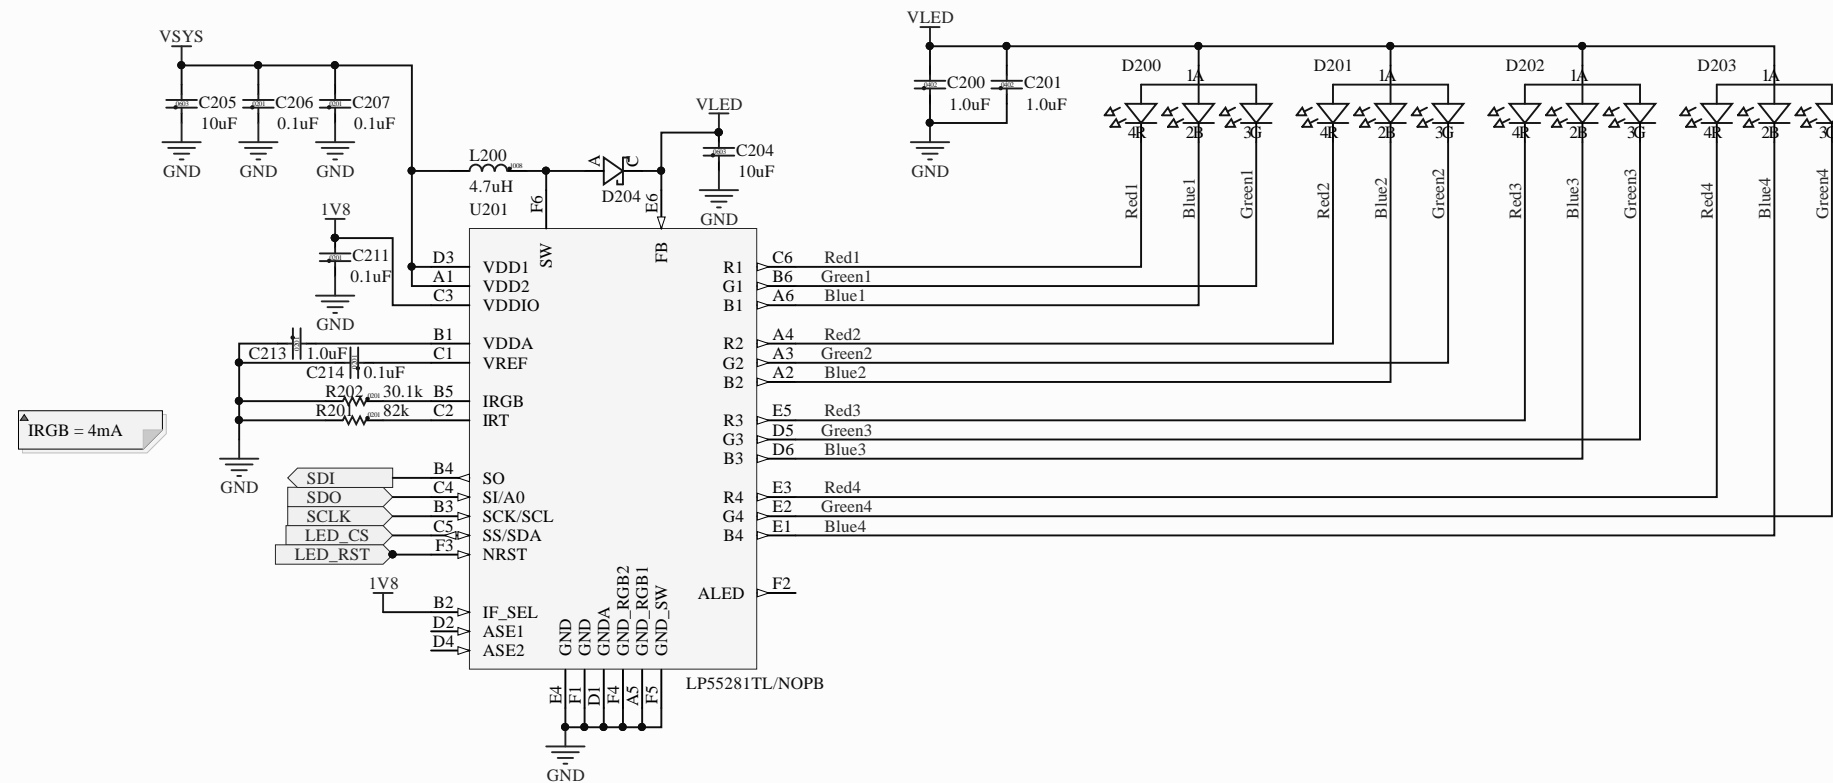 VSYS
C205
10uF
C206
0.1uF
C207
0.1uF
GND
GND
GND
VLED
C200
1.0uF
C201
1.0uF
GND
D200
1A
4R
2B
3G
D201
1A
4R
2B
3G
D202
1A
4R
2B
3G
D203
1A
4R
2B
Red1
Blue1
Green1
Red2
Blue2
Green2
Red3
Blue3
Green3
Red4
Blue4
Green4
VLED
C204
10uF
GND
L200
4.7uH
U201
A
C
D204
F6
E6
1V8
C211
0.1uF
GND
SW
FB
D3 VDD1
A1 VDD2
C3 VDDIO
B1 VDDA
C1 VREF
B5 IRGB
C2 IRT
C213 1.0uF
C214 0.1uF
R202 30.1k
R201 82k
GND
IRGB = 4mA
SDI B4 SO
SDO C4 SI/A0
SCLK B3 SCK/SCL
LED_CS C5 SS/SDA
LED_RST F3 NRST
1V8
B2 IF_SEL
D2 ASE1
D4 ASE2
R1 C6 Red1
G1 B6 Green1
B1 A6 Blue1
R2 A4 Red2
G2 A3 Green2
B2 A2 Blue2
R3 E5 Red3
G3 D5 Green3
B3 D6 Blue3
R4 E3 Red4
G4 E2 Green4
B4 E1 Blue4
ALED F2
GND
GND
GNDA
GND_RGB2
GND_RGB1
GND_SW
E4
F1
D1
F4
A5
F5
LP55281TL/NOPB
GND